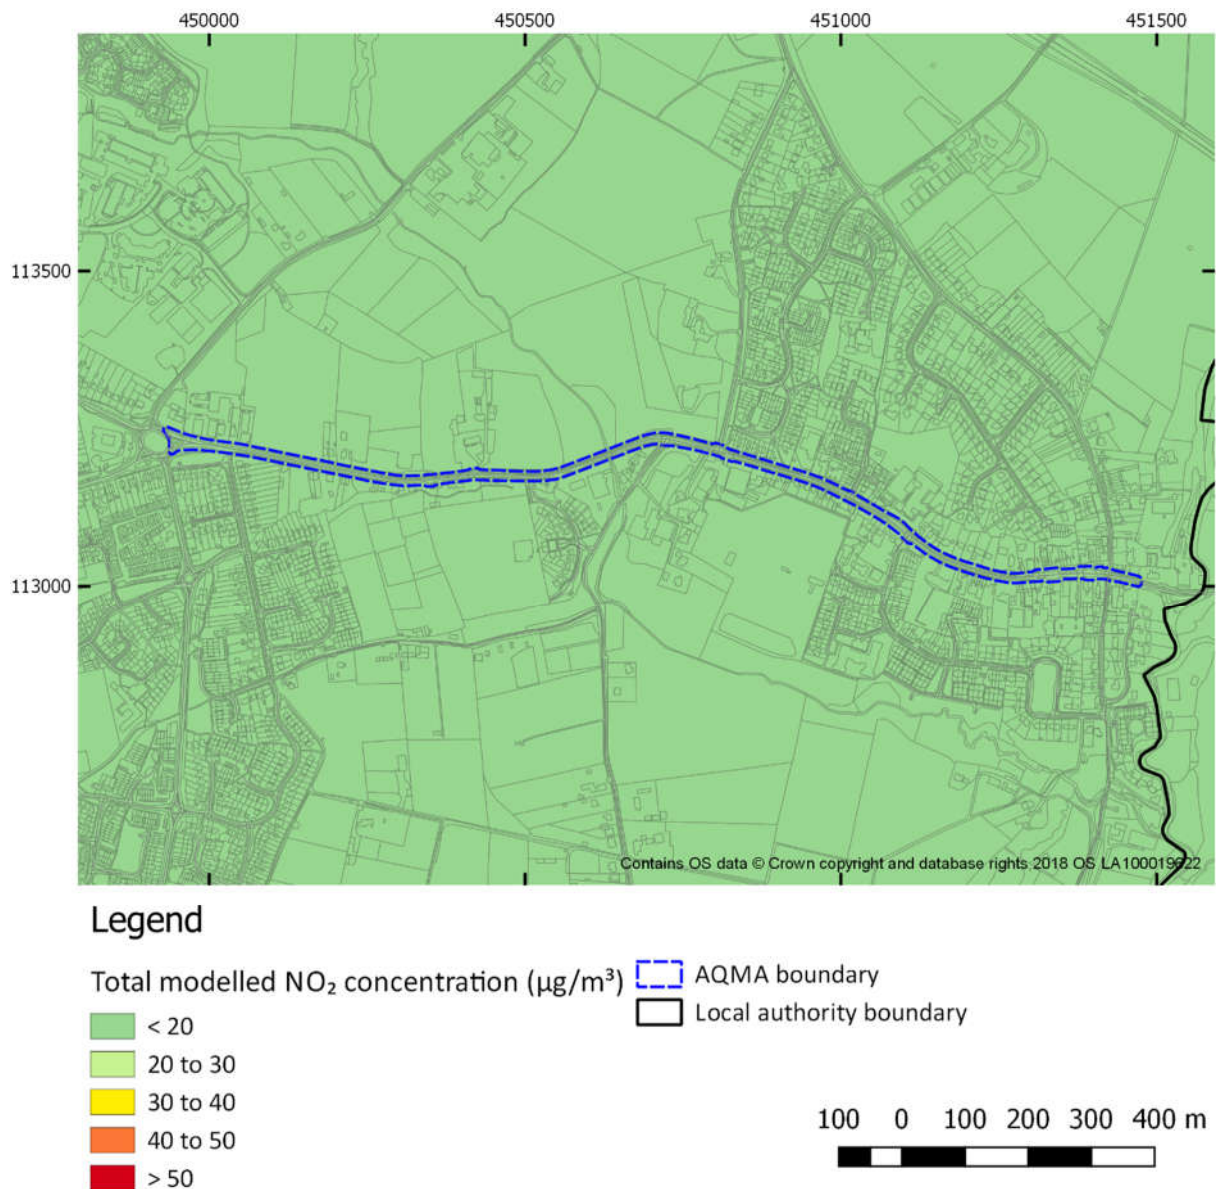 450000 450500 451000 451500
113500
113000
Contains OS data © Crown copyright and database rights 2018 OS LA100019622
Legend
Total modelled NO₂ concentration (µg/m³)
< 20
20 to 30
30 to 40
40 to 50
> 50
AQMA boundary
Local authority boundary
100 0 100 200 300 400 m